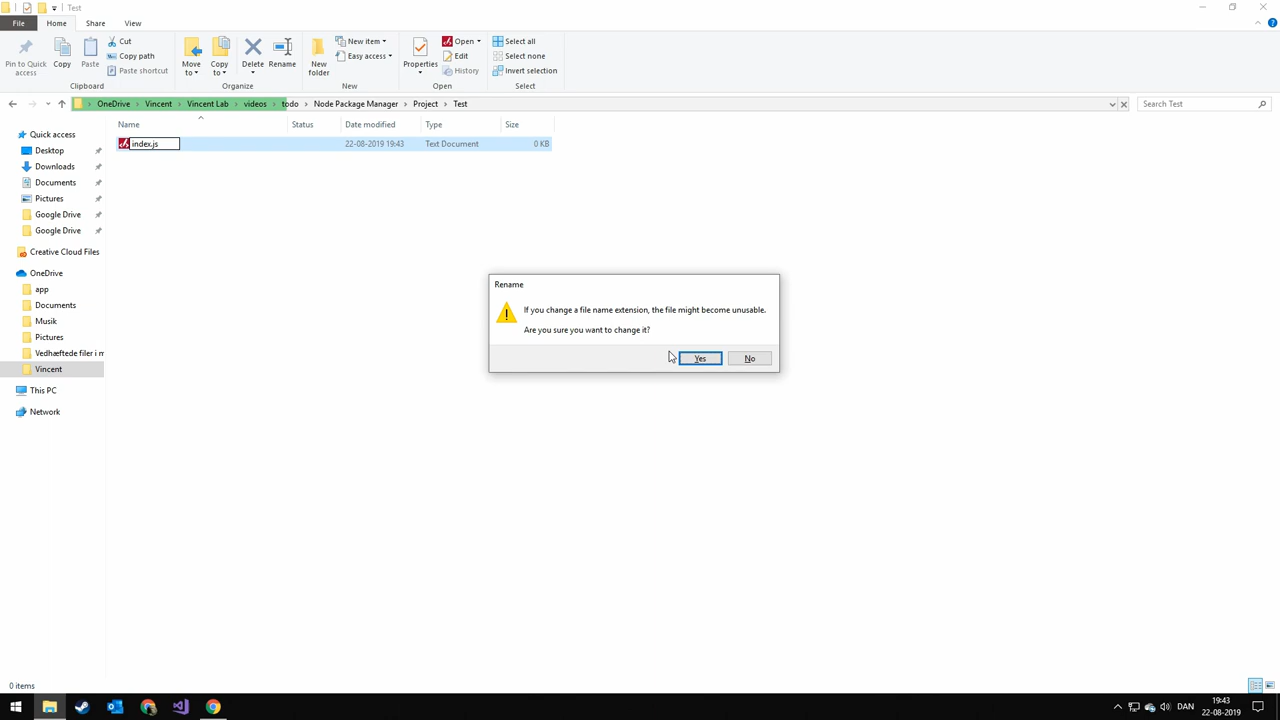 Test
File
Home
Share
View
Pin to Quick
access
Copy
Paste
Cut
Copy path
Paste shortcut
Clipboard
Move
to
Copy
to
Delete
Rename
Organize
New
folder
New item
Easy access
New
Properties
Open
Edit
History
Open
Select all
Select none
Invert selection
Select
OneDrive > Vincent > Vincent Lab > videos > todo > Node Package Manager > Project > Test
Search Test
Name
Status
Date modified
Type
Size
index.js
22-08-2019 19:43
Text Document
0 KB
Quick access
Desktop
Downloads
Documents
Pictures
Google Drive
Google Drive
Creative Cloud Files
OneDrive
app
Documents
Musik
Pictures
Vedhæftede filer i m
Vincent
This PC
Network
Rename
If you change a file name extension, the file might become unusable.
Are you sure you want to change it?
Yes
No
0 items
DAN
19:43
22-08-2019